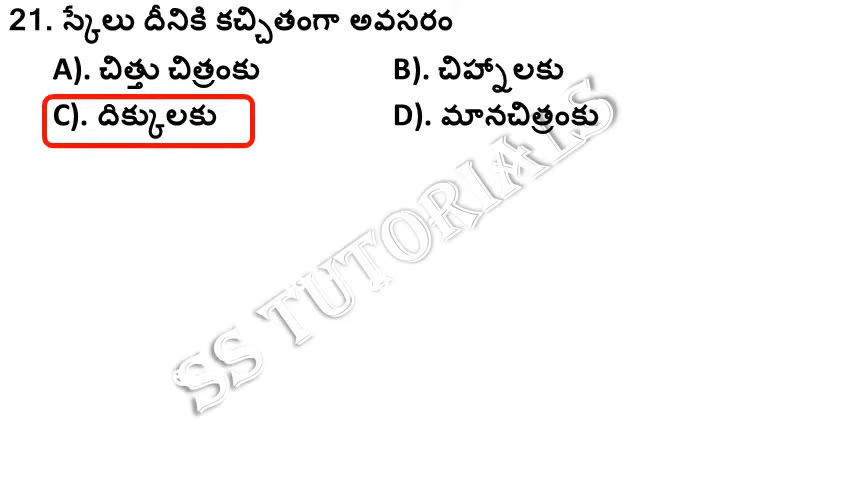 21. స్కేలు దీనికి కచ్చితంగా అవసరం
A). చిత్తు చిత్రంకు B). చిహ్నాలకు
C). దిక్కులకు D). మానచిత్రంకు
SS TUTORIALS